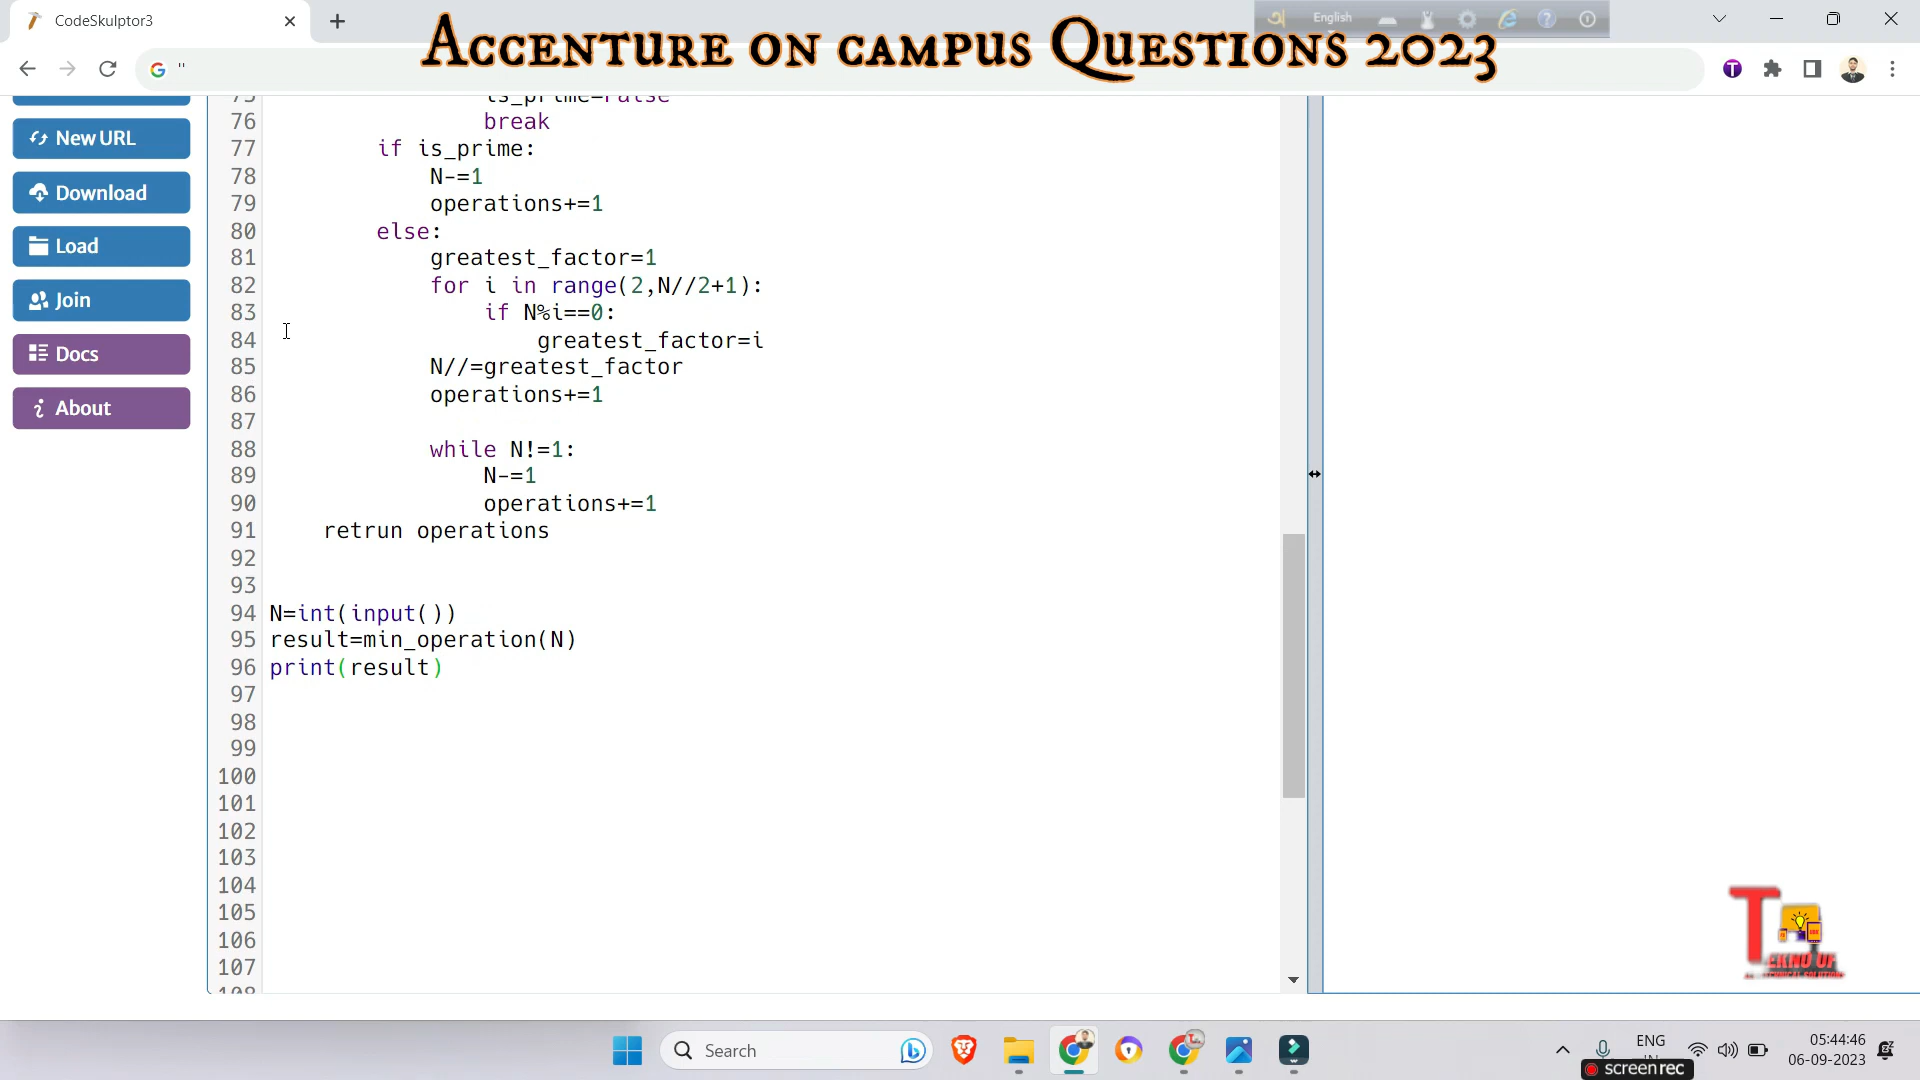 CodeSkulptor3
English
Accenture on campus Questions 2023
"
is_prime=False
76 break
New URL
77 if is_prime:
78 N-=1
Download
79 operations+=1
80 else:
Load
81 greatest_factor=1
82 for i in range(2,N//2+1):
Join
83 if N%i==0:
84 greatest_factor=i
Docs
85 N//=greatest_factor
86 operations+=1
About
87
88 while N!=1:
89 N-=1
90 operations+=1
91 retrun operations
92
93
94 N=int(input())
95 result=min_operation(N)
96 print(result)
97
98
99
100
101
102
103
104
105
106
107
108
Search
ENG
05:44:46
06-09-2023
screenrec